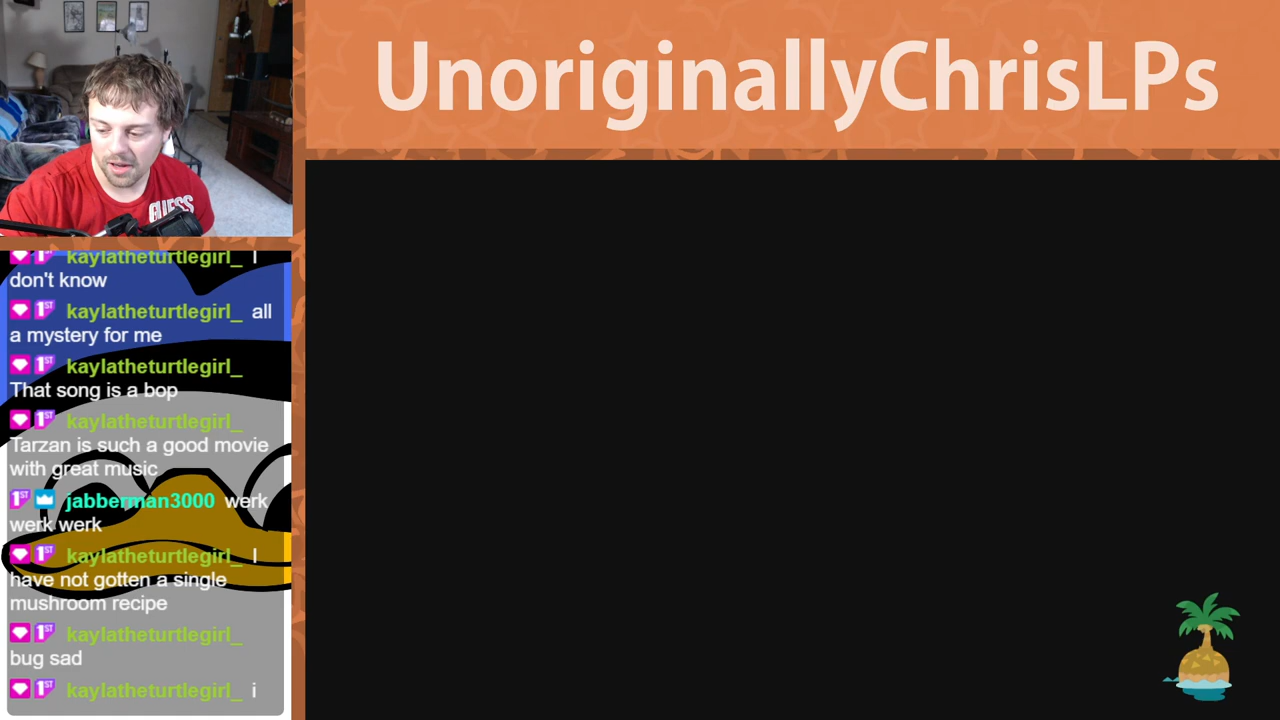 UnoriginallyChrisLPs
GUESS
kaylatheturtlegirl_ I
don't know
kaylatheturtlegirl_ all
a mystery for me
kaylatheturtlegirl_
That song is a bop
kaylatheturtlegirl_
Tarzan is such a good movie
with great music
jabberman3000 werk
werk werk
kaylatheturtlegirl_ I
have not gotten a single
mushroom recipe
kaylatheturtlegirl_
bug sad
kaylatheturtlegirl_ i